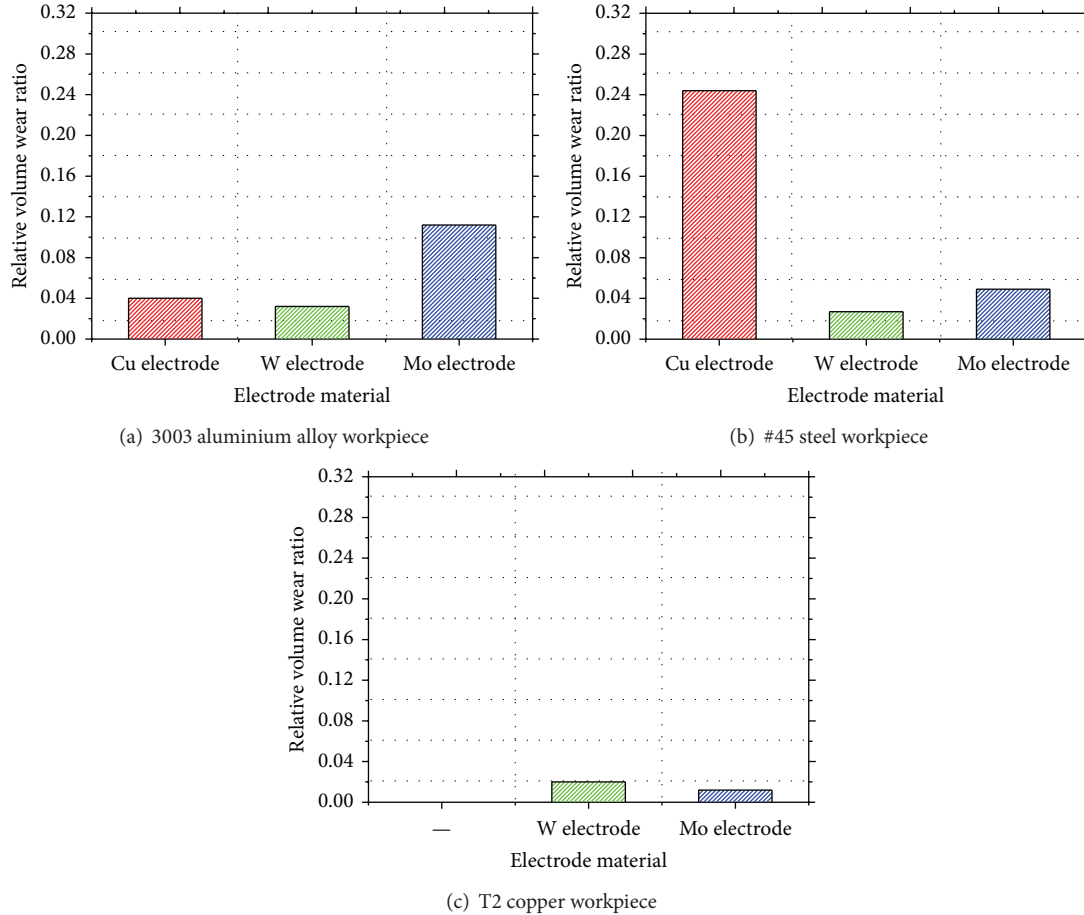 0.32
0.28
0.24
0.20
0.16
0.12
0.08
0.04
0.00
Relative volume wear ratio
Cu electrode W electrode Mo electrode
Electrode material
(a) 3003 aluminium alloy workpiece
0.32
0.28
0.24
0.20
0.16
0.12
0.08
0.04
0.00
Relative volume wear ratio
Cu electrode W electrode Mo electrode
Electrode material
(b) #45 steel workpiece
0.32
0.28
0.24
0.20
0.16
0.12
0.08
0.04
0.00
Relative volume wear ratio
— W electrode Mo electrode
Electrode material
(c) T2 copper workpiece